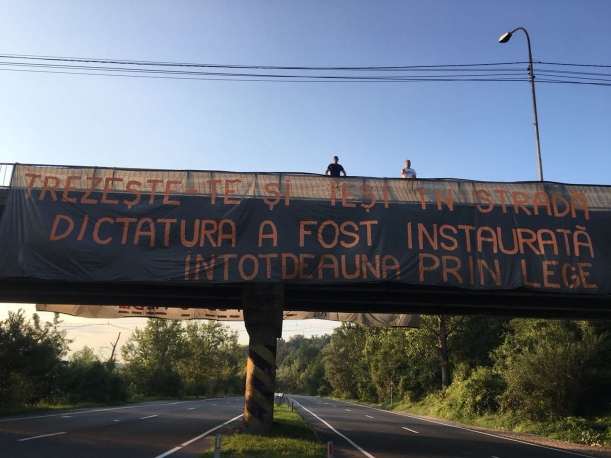 TREZEȘTE-TE ȘI IEȘI ÎN STRADĂ
DICTATURA A FOST INSTAURATĂ
ÎNTOTDEAUNA PRIN LEGE